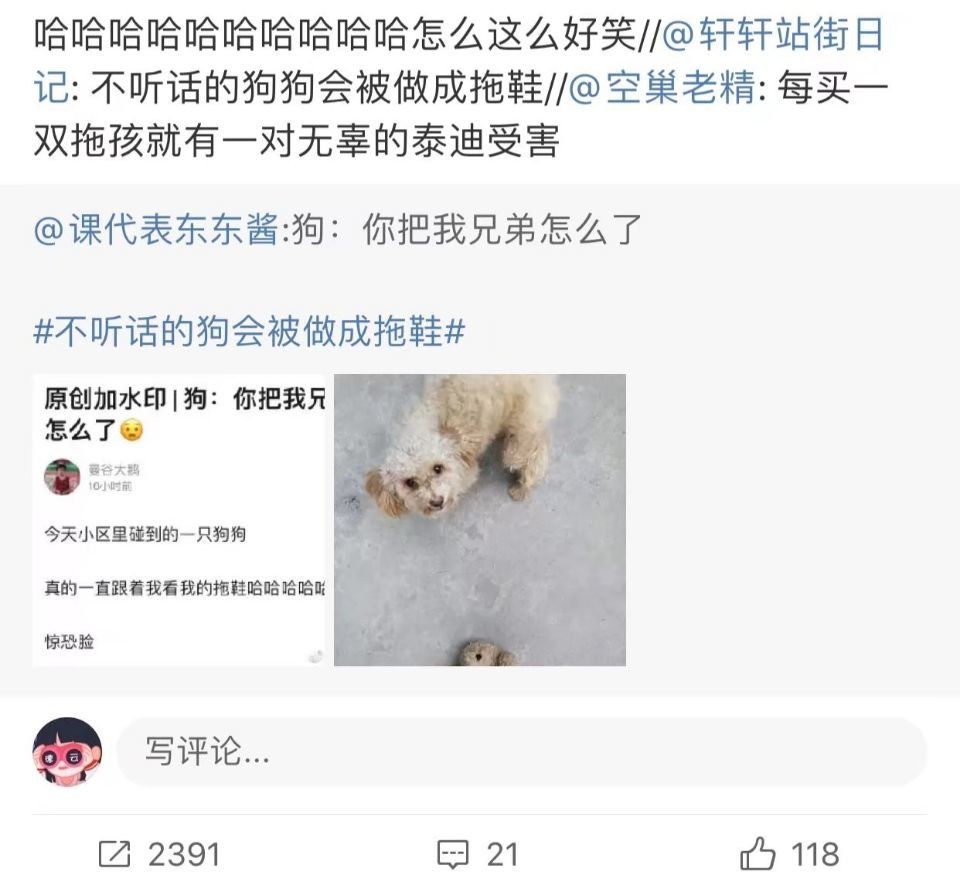 哈哈哈哈哈哈哈哈哈哈怎么这么好笑//@轩轩站街日
记: 不听话的狗狗会被做成拖鞋//@空巢老精: 每买一
双拖孩就有一对无辜的泰迪受害
@课代表东东酱:狗：你把我兄弟怎么了
#不听话的狗会被做成拖鞋#
原创加水印 | 狗：你把我兄
怎么了😟
曼谷大鹅
16小时前
今天小区里碰到的一只狗狗
真的一直跟着我看我的拖鞋哈哈哈哈哈
惊恐脸
课 云
写评论...
2391
21
118